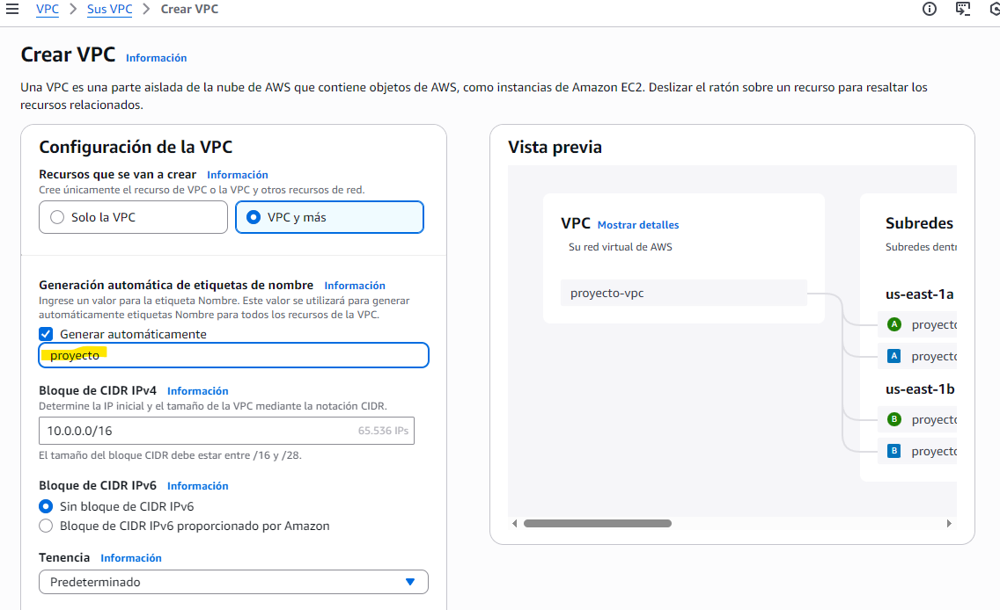 VPC > Sus VPC > Crear VPC
Crear VPC Información
Una VPC es una parte aislada de la nube de AWS que contiene objetos de AWS, como instancias de Amazon EC2. Deslizar el ratón sobre un recurso para resaltar los
recursos relacionados.
Configuración de la VPC
Recursos que se van a crear Información
Cree únicamente el recurso de VPC o la VPC y otros recursos de red.
Solo la VPC
VPC y más
Generación automática de etiquetas de nombre Información
Ingrese un valor para la etiqueta Nombre. Este valor se utilizará para generar
automáticamente etiquetas Nombre para todos los recursos de la VPC.
Generar automáticamente
proyecto
Bloque de CIDR IPv4 Información
Determine la IP inicial y el tamaño de la VPC mediante la notación CIDR.
10.0.0.0/16 65.536 IPs
El tamaño del bloque CIDR debe estar entre /16 y /28.
Bloque de CIDR IPv6 Información
Sin bloque de CIDR IPv6
Bloque de CIDR IPv6 proporcionado por Amazon
Tenencia Información
Predeterminado
Vista previa
VPC Mostrar detalles
Su red virtual de AWS
proyecto-vpc
Subredes
Subredes dentr
us-east-1a
A proyecto
A proyecto
us-east-1b
B proyecto
B proyecto